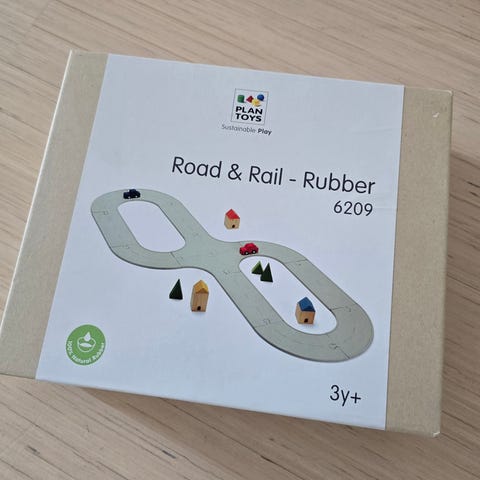 PLAN
TOYS
Sustainable Play
Road & Rail - Rubber
6209
100% Natural Rubber
3y+